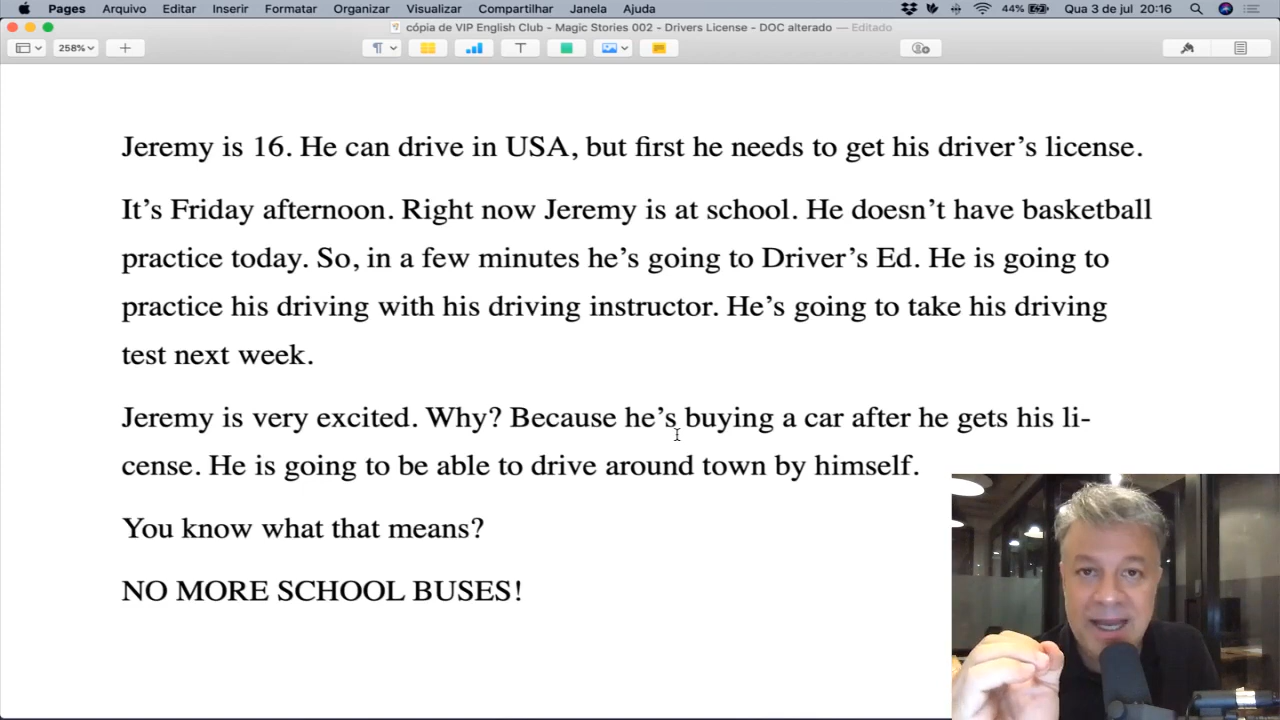 Pages Arquivo Editar Inserir Formatar Organizar Visualizar Compartilhar Janela Ajuda 44% Qua 3 de jul 20:16
cópia de VIP English Club - Magic Stories 002 - Drivers License - DOC alterado — Editado
258%
Jeremy is 16. He can drive in USA, but first he needs to get his driver’s license.
It’s Friday afternoon. Right now Jeremy is at school. He doesn’t have basketball
practice today. So, in a few minutes he’s going to Driver’s Ed. He is going to
practice his driving with his driving instructor. He’s going to take his driving
test next week.
Jeremy is very excited. Why? Because he’s buying a car after he gets his li-
cense. He is going to be able to drive around town by himself.
You know what that means?
NO MORE SCHOOL BUSES!